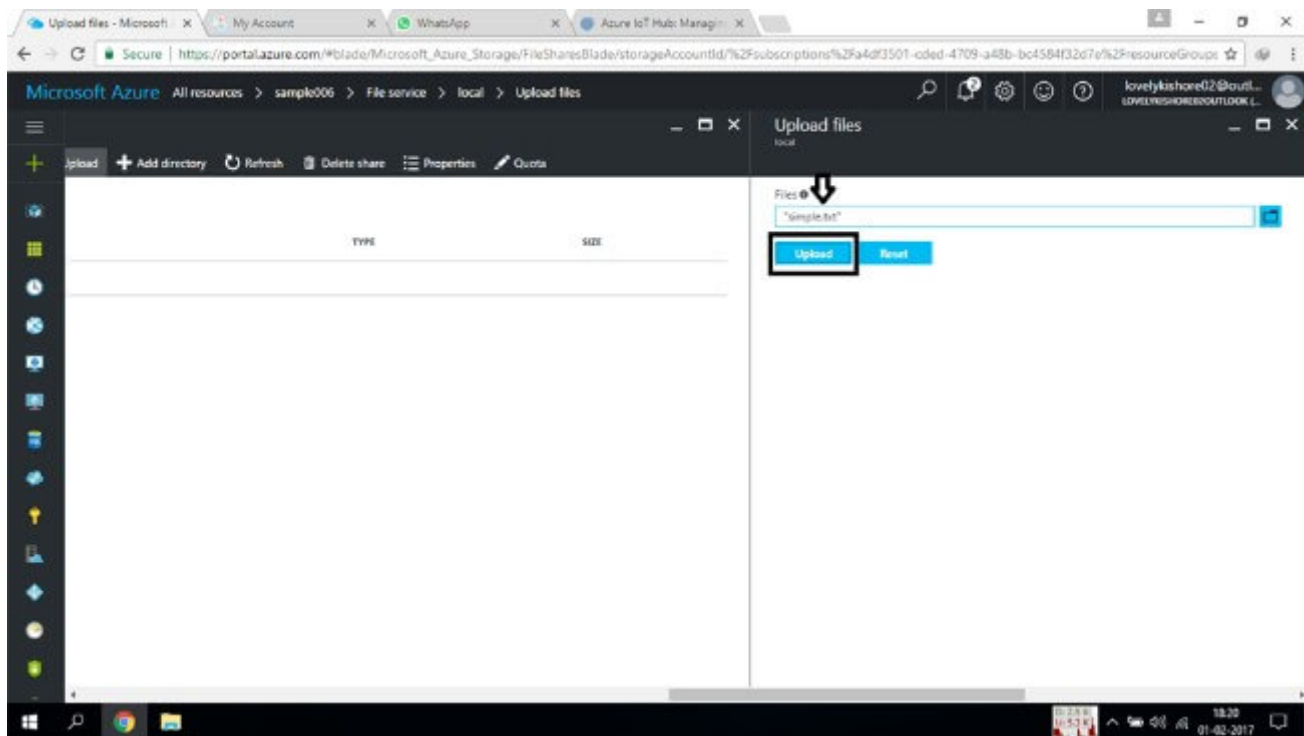 Upload files - Microsoft
My Account
WhatsApp
Azure IoT Hub: Managin
Secure | https://portal.azure.com/#blade/Microsoft_Azure_Storage/FileSharesBlade/storageAccountId/%2Fsubscriptions%2Fa4df3501-cded-4709-a48b-bc4584f32d7e%2FresourceGroups
Microsoft Azure All resources > sample006 > File service > local > Upload files
lovelykishore02@outl...
Upload files
local
Upload Add directory Refresh Delete share Properties Quota
Files
"simple.txt"
TYPE SIZE
Upload Reset
18:20
01-02-2017